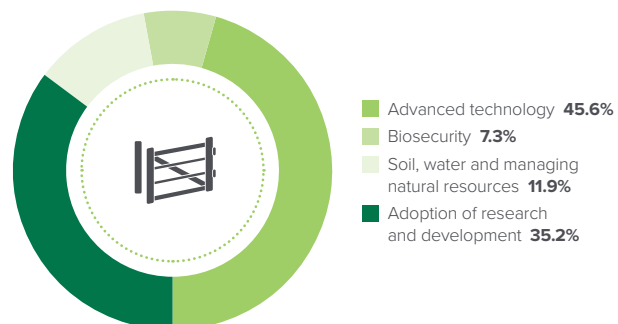 Advanced technology 45.6%
Biosecurity 7.3%
Soil, water and managing
natural resources 11.9%
Adoption of research
and development 35.2%